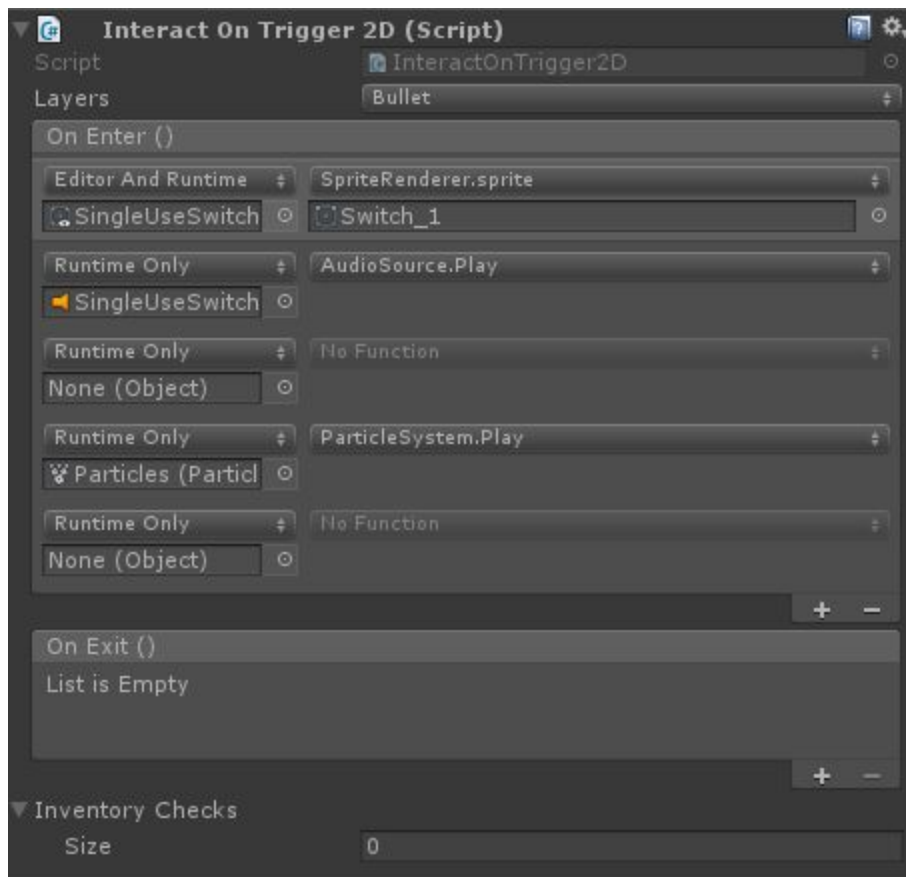 Interact On Trigger 2D (Script)
Script InteractOnTrigger2D
Layers Bullet
On Enter ()
Editor And Runtime SpriteRenderer.sprite
SingleUseSwitch Switch_1
Runtime Only AudioSource.Play
SingleUseSwitch
Runtime Only No Function
None (Object)
Runtime Only ParticleSystem.Play
Particles (Particl
Runtime Only No Function
None (Object)
+ −
On Exit ()
List is Empty
+ −
Inventory Checks
Size 0